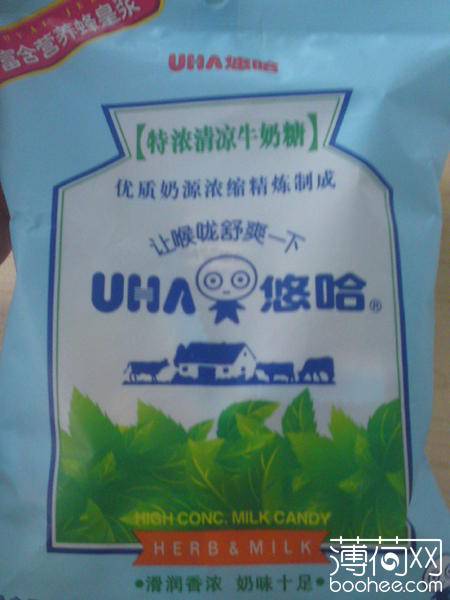 富含营养蜂皇浆
UHA悠哈
【特浓清凉牛奶糖】
优质奶源浓缩精炼制成
让喉咙舒爽一下
UHA 悠哈®
HIGH CONC. MILK CANDY
HERB & MILK
•滑润香浓 奶味十足•
薄荷网
boohee.com